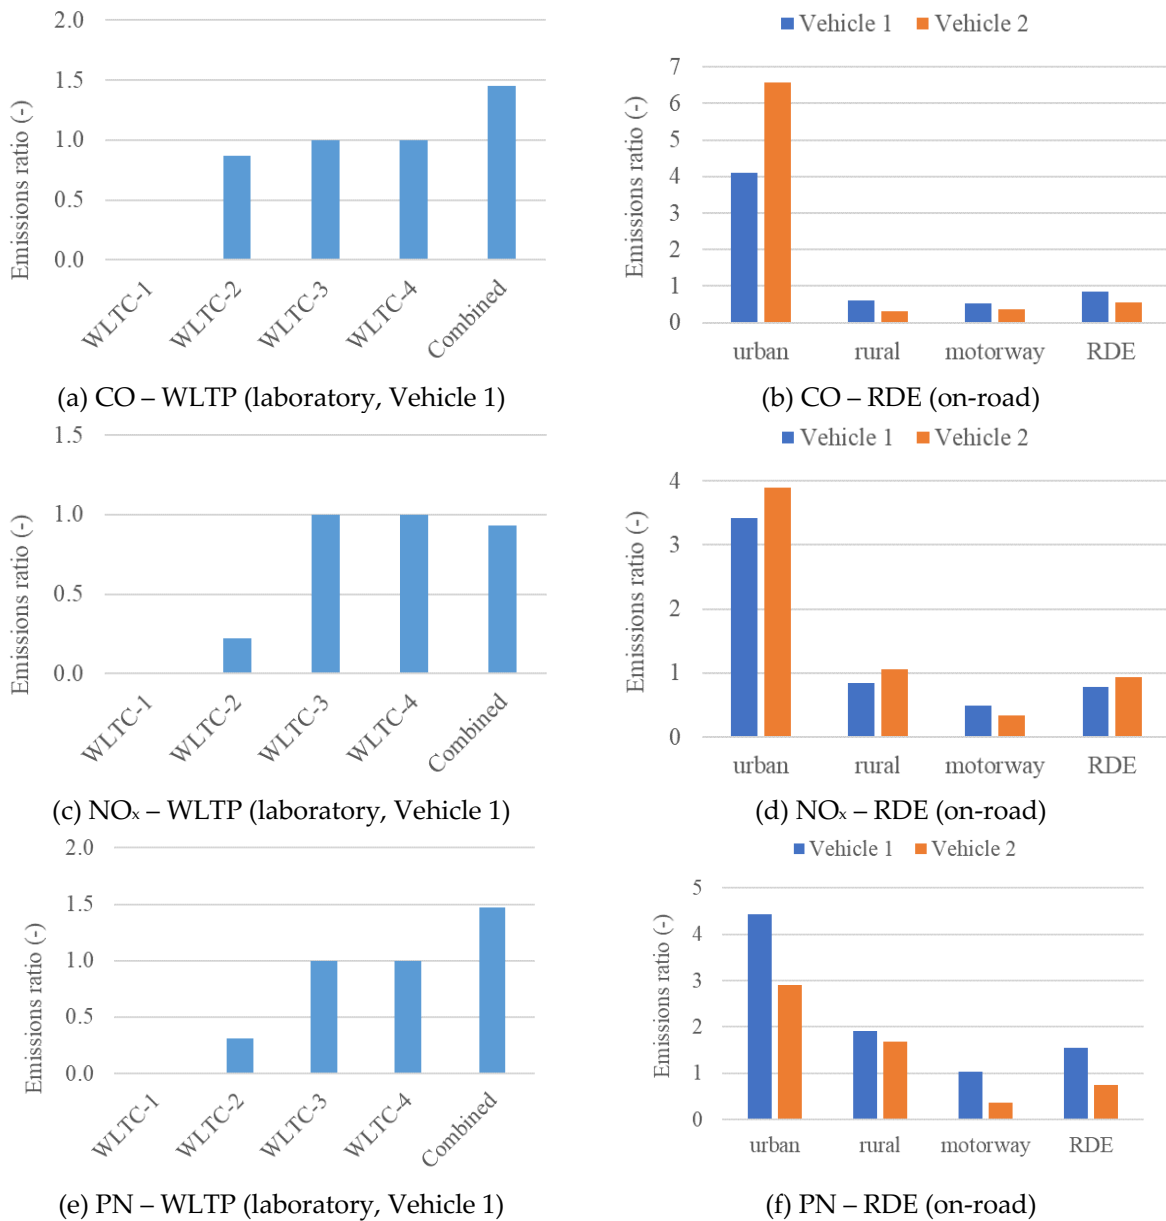 2.0
1.5
1.0
0.5
0.0
Emissions ratio (-)
WLTC-1
WLTC-2
WLTC-3
WLTC-4
Combined
(a) CO – WLTP (laboratory, Vehicle 1)
Vehicle 1 Vehicle 2
7
6
5
4
3
2
1
0
Emissions ratio (-)
urban rural motorway RDE
(b) CO – RDE (on-road)
1.5
1.0
0.5
0.0
Emissions ratio (-)
WLTC-1
WLTC-2
WLTC-3
WLTC-4
Combined
(c) NOx – WLTP (laboratory, Vehicle 1)
Vehicle 1 Vehicle 2
4
3
2
1
0
Emissions ratio (-)
urban rural motorway RDE
(d) NOx – RDE (on-road)
2.0
1.5
1.0
0.5
0.0
Emissions ratio (-)
WLTC-1
WLTC-2
WLTC-3
WLTC-4
Combined
(e) PN – WLTP (laboratory, Vehicle 1)
Vehicle 1 Vehicle 2
5
4
3
2
1
0
Emissions ratio (-)
urban rural motorway RDE
(f) PN – RDE (on-road)